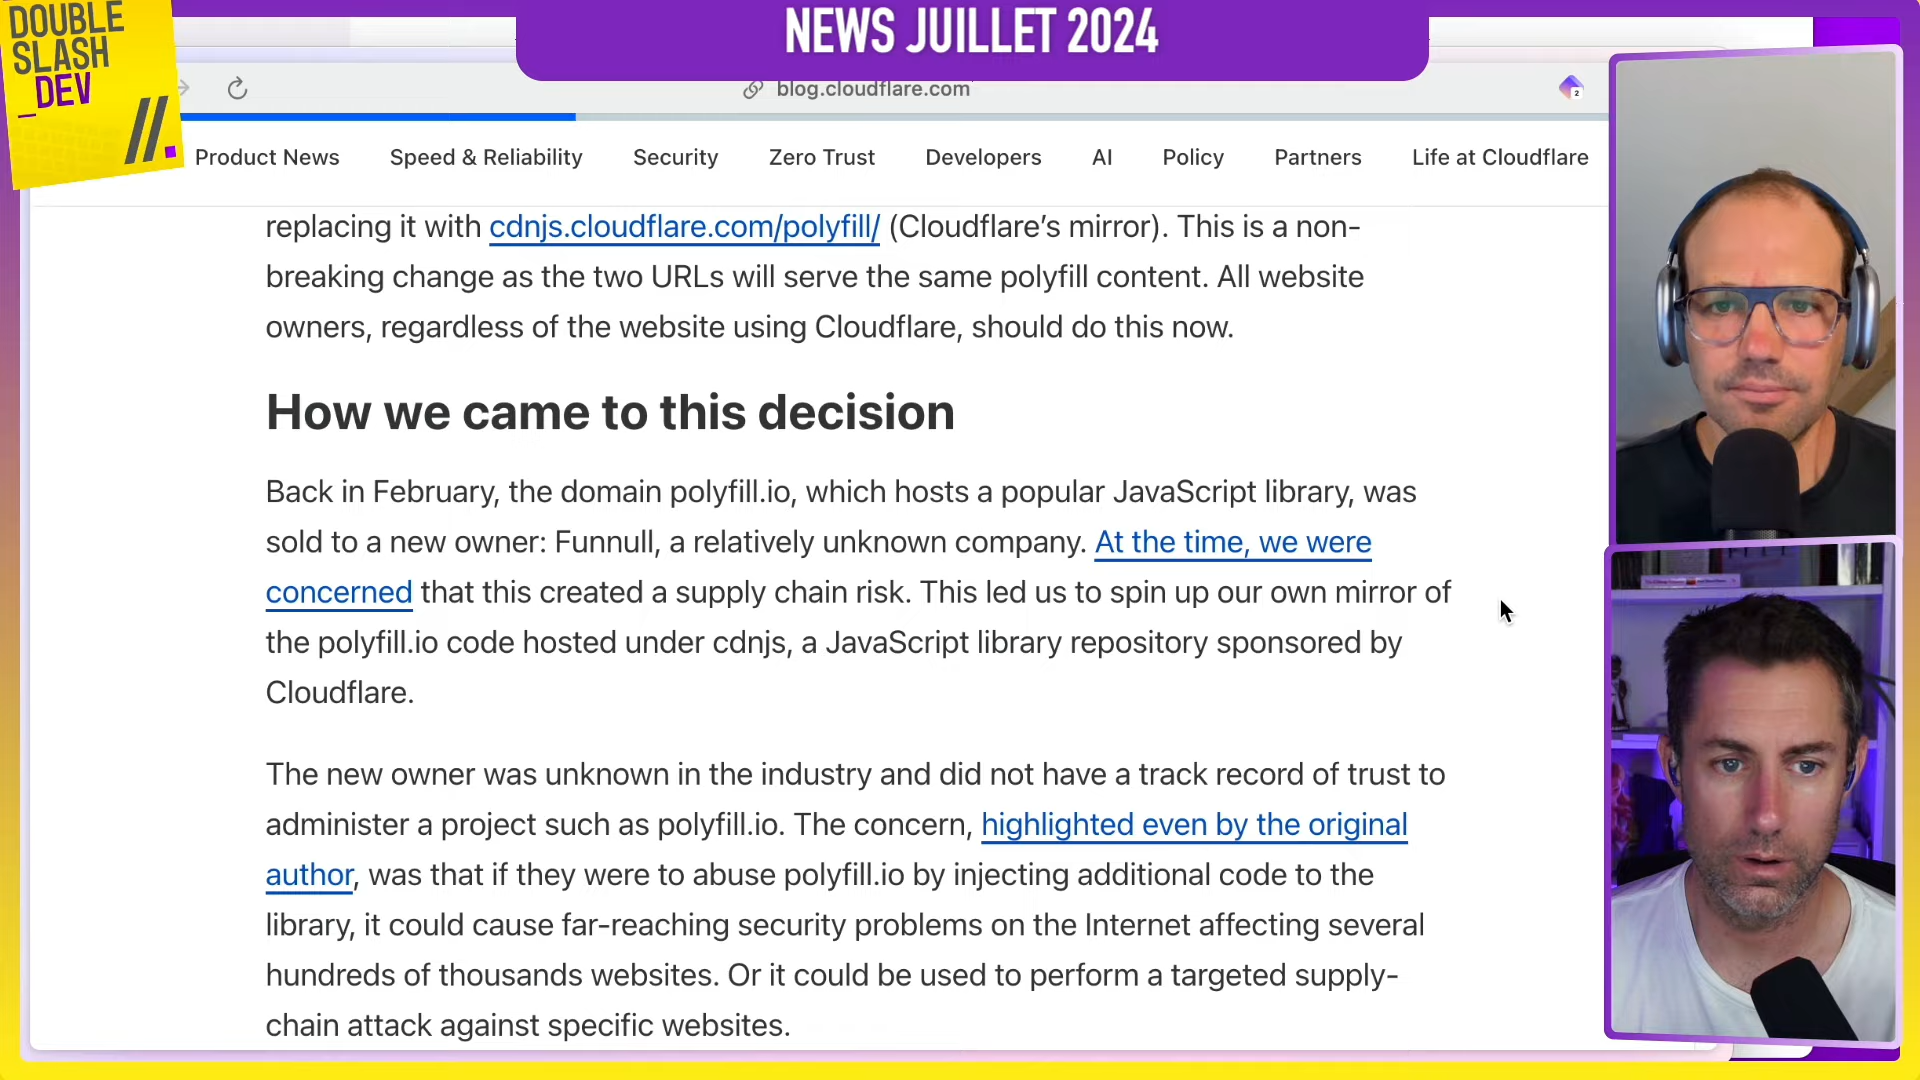 DOUBLE
SLASH
_DEV
//.
NEWS JUILLET 2024
blog.cloudflare.com
2
Product News Speed & Reliability Security Zero Trust Developers AI Policy Partners Life at Cloudflare
replacing it with cdnjs.cloudflare.com/polyfill/ (Cloudflare’s mirror). This is a non-
breaking change as the two URLs will serve the same polyfill content. All website
owners, regardless of the website using Cloudflare, should do this now.
How we came to this decision
Back in February, the domain polyfill.io, which hosts a popular JavaScript library, was
sold to a new owner: Funnull, a relatively unknown company. At the time, we were
concerned that this created a supply chain risk. This led us to spin up our own mirror of
the polyfill.io code hosted under cdnjs, a JavaScript library repository sponsored by
Cloudflare.
The new owner was unknown in the industry and did not have a track record of trust to
administer a project such as polyfill.io. The concern, highlighted even by the original
author, was that if they were to abuse polyfill.io by injecting additional code to the
library, it could cause far-reaching security problems on the Internet affecting several
hundreds of thousands websites. Or it could be used to perform a targeted supply-
chain attack against specific websites.